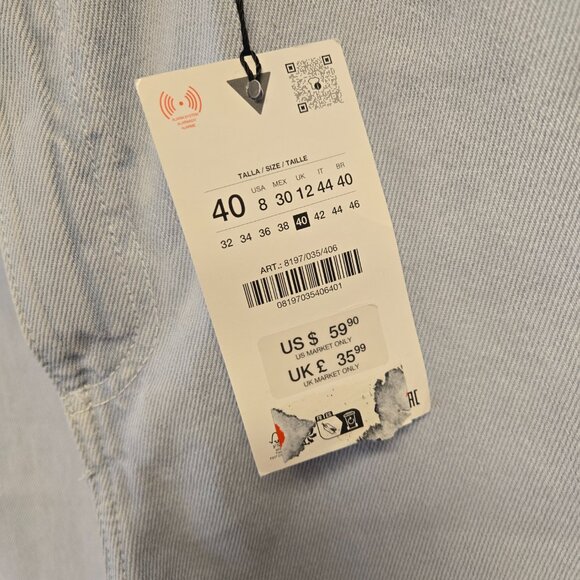 ALARM SYSTEM
TALLA / SIZE / TAILLE
USA MEX UK IT BR
40 8 30 12 44 40
32 34 36 38 40 42 44 46
ART.: 8197/035/406
08197035406401
US $ 59.90
US MARKET ONLY
UK £ 35.99
UK MARKET ONLY